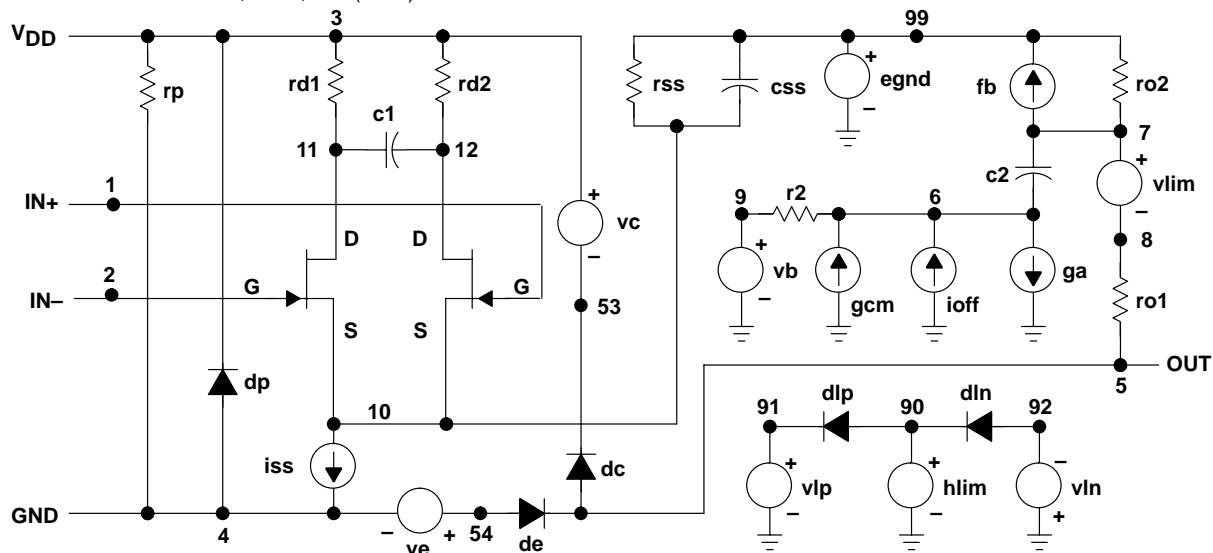 V_DD 3 99
rp rd1 rd2 rss css egnd fb ro2
c1
11 12 7
c2 vlim
1
IN+ 9 r2 6
D D vc 8
2 vb
IN– G G 53 gcm ioff ga ro1
S S
OUT
dp 5
10 91 dlp 90 dln 92
iss dc vlp hlim vln
GND
4 54
ve de
+ – + – + – + – – + + – + – – +